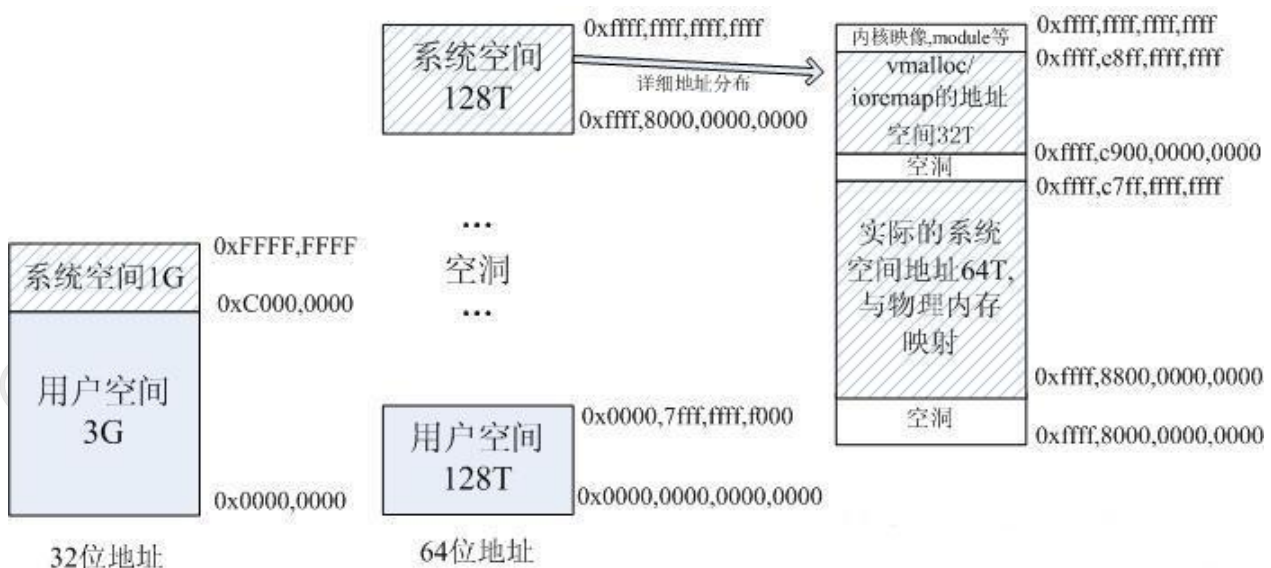 系统空间1G
用户空间
3G
0xFFFF,FFFF
0xC000,0000
0x0000,0000
32位地址
系统空间
128T
0xffff,ffff,ffff,ffff
详细地址分布
0xffff,8000,0000,0000
...
空洞
...
用户空间
128T
0x0000,7fff,ffff,f000
0x0000,0000,0000,0000
64位地址
内核映像,module等
vmalloc/
ioremap的地址
空间32T
空洞
实际的系统
空间地址64T,
与物理内存
映射
空洞
0xffff,ffff,ffff,ffff
0xffff,e8ff,ffff,ffff
0xffff,c900,0000,0000
0xffff,c7ff,ffff,ffff
0xffff,8800,0000,0000
0xffff,8000,0000,0000